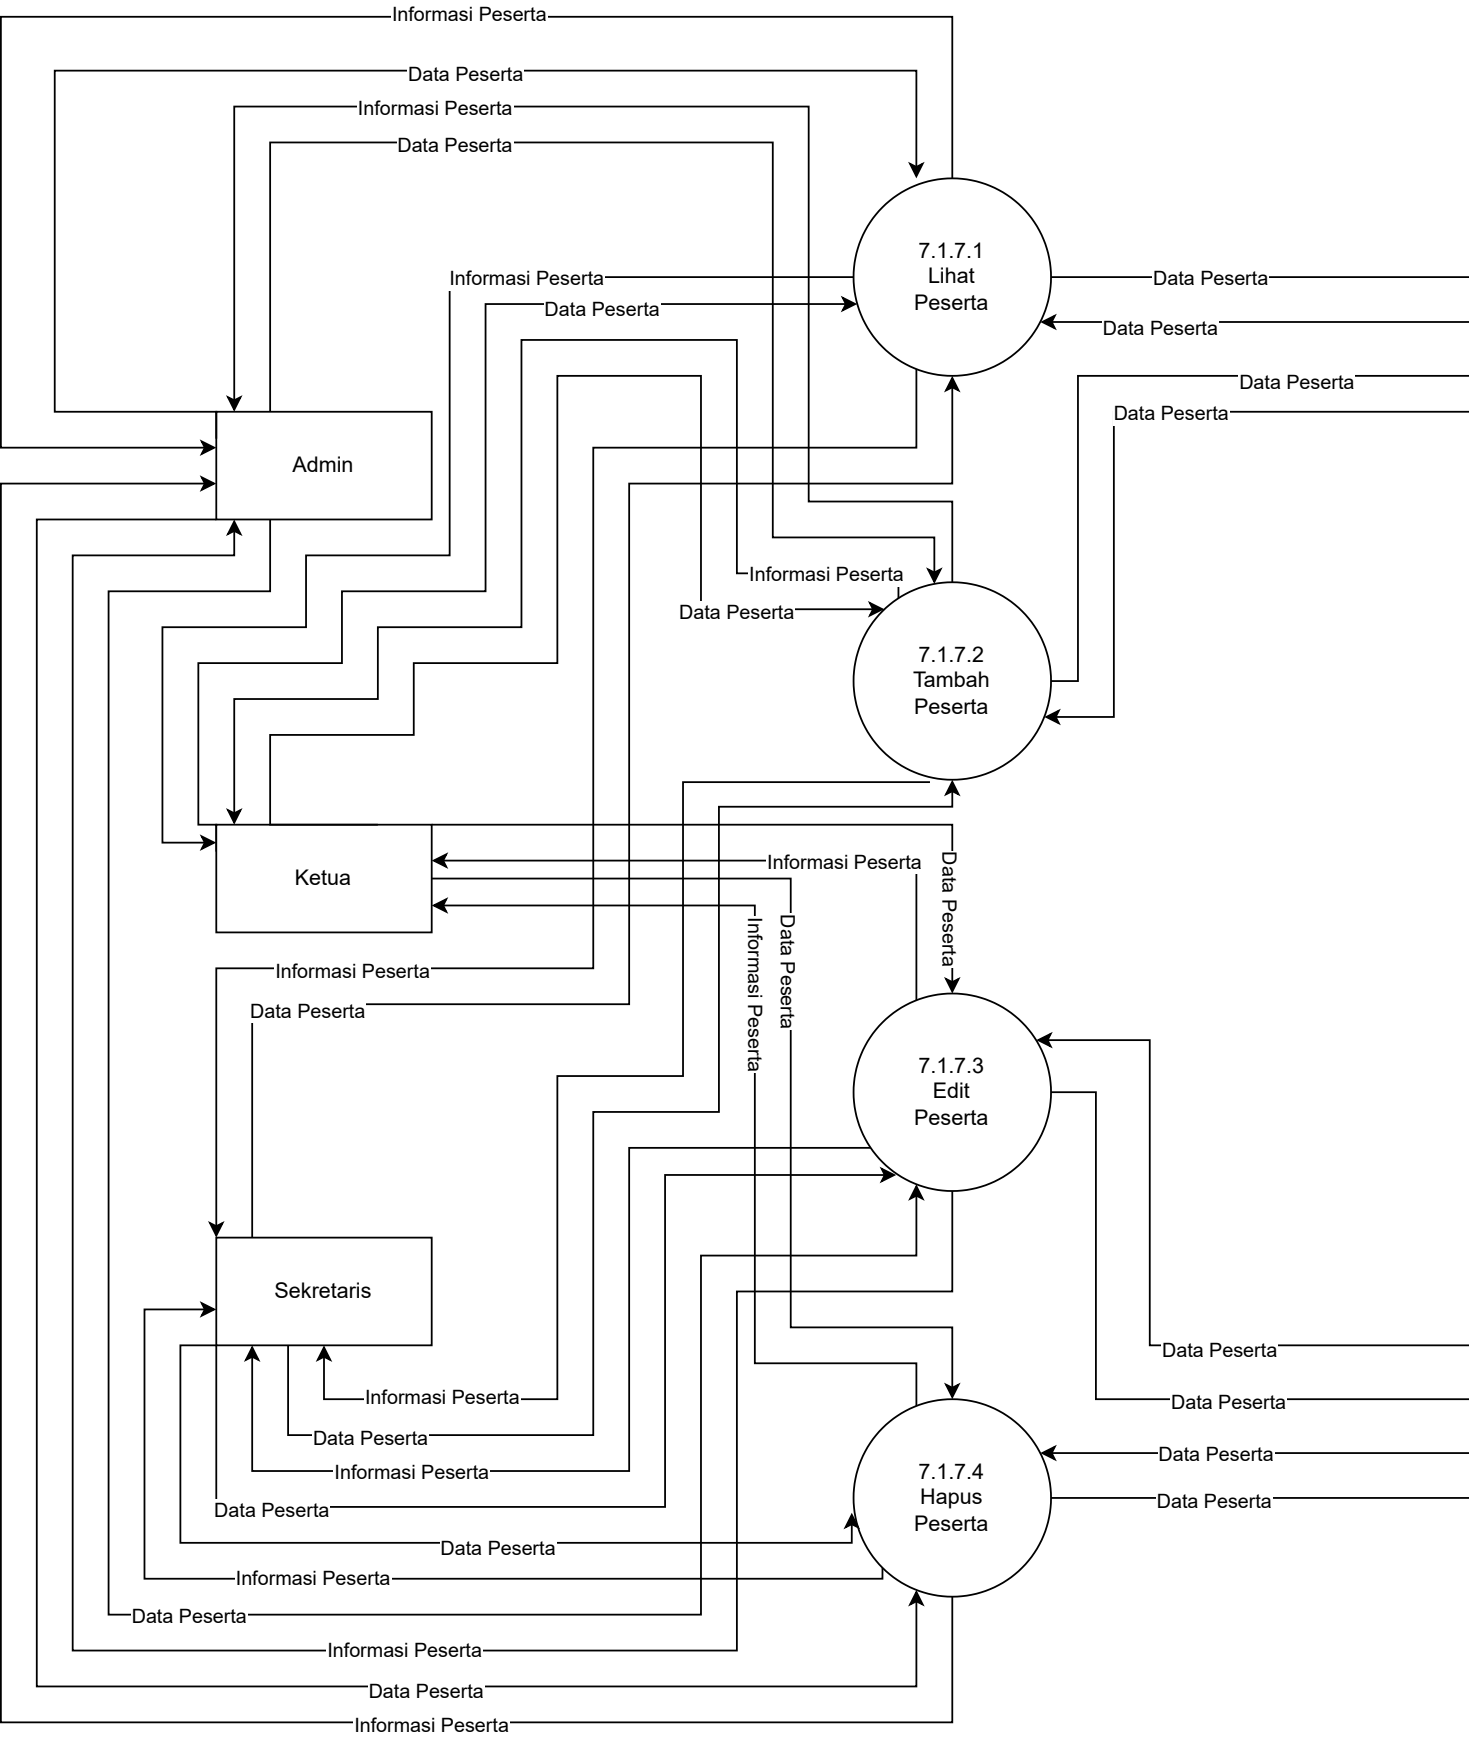 Informasi Peserta
Data Peserta
Informasi Peserta
Data Peserta
7.1.7.1
Lihat
Peserta
Informasi Peserta
Data Peserta
Data Peserta
Data Peserta
Data Peserta
Data Peserta
Admin
Informasi Peserta
Data Peserta
7.1.7.2
Tambah
Peserta
Ketua
Informasi Peserta
Data Peserta
Data Peserta
Informasi Peserta
Informasi Peserta
Data Peserta
7.1.7.3
Edit
Peserta
Sekretaris
Data Peserta
Informasi Peserta
Data Peserta
Data Peserta
Data Peserta
Informasi Peserta
7.1.7.4
Hapus
Peserta
Data Peserta
Data Peserta
Data Peserta
Informasi Peserta
Data Peserta
Informasi Peserta
Data Peserta
Informasi Peserta